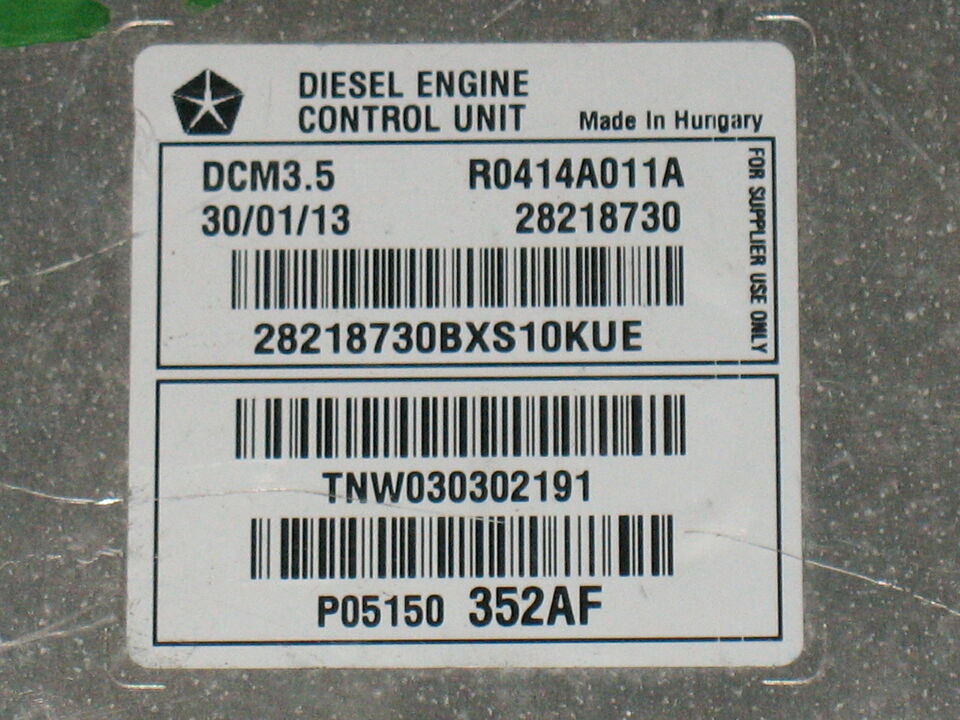 DIESEL ENGINE
CONTROL UNIT
Made In Hungary
DCM3.5 R0414A011A
30/01/13 28218730
28218730BXS10KUE
FOR SUPPLIER USE ONLY
TNW030302191
P05150 352AF